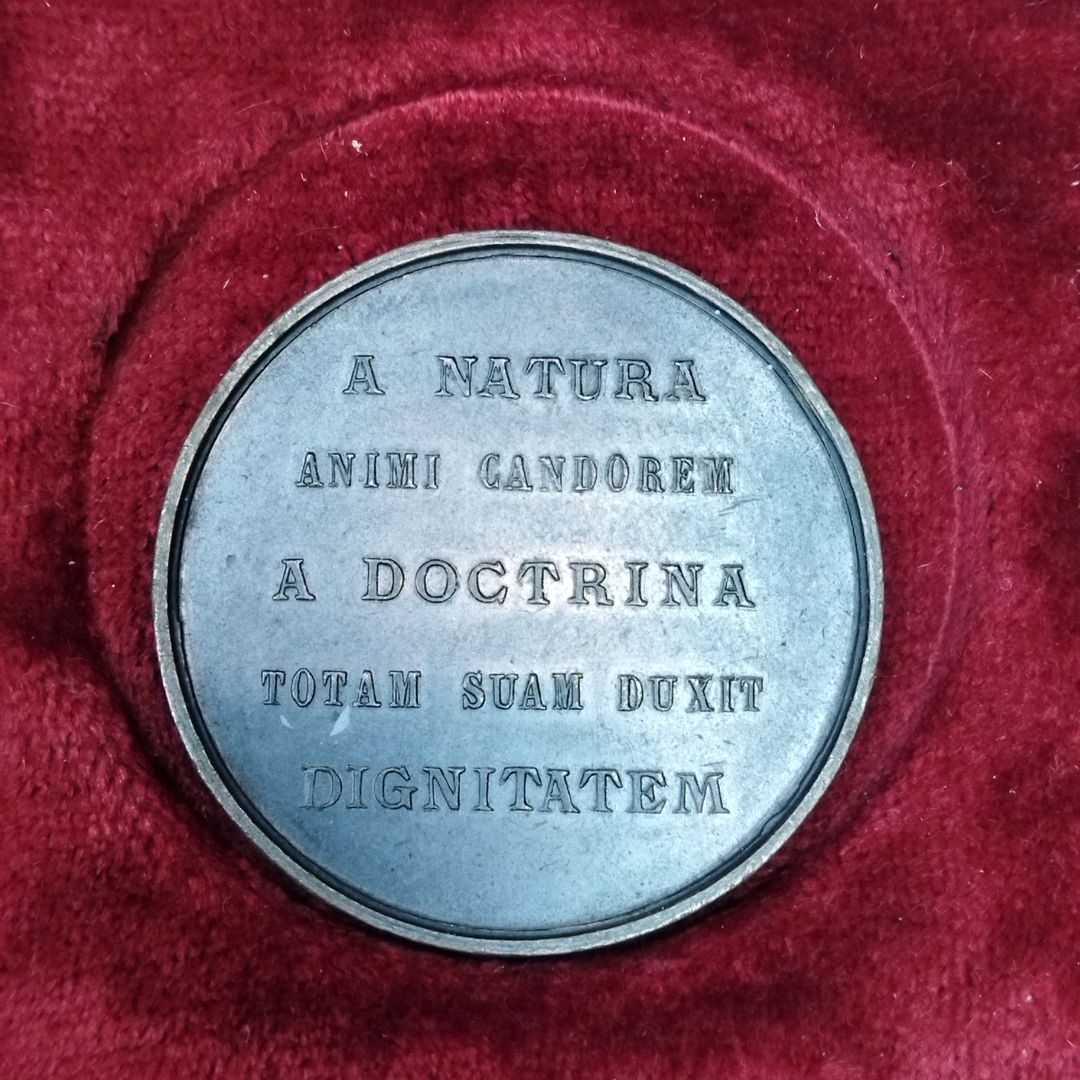 A NATURA
ANIMI CANDOREM
A DOCTRINA
TOTAM SUAM DUXIT
DIGNITATEM